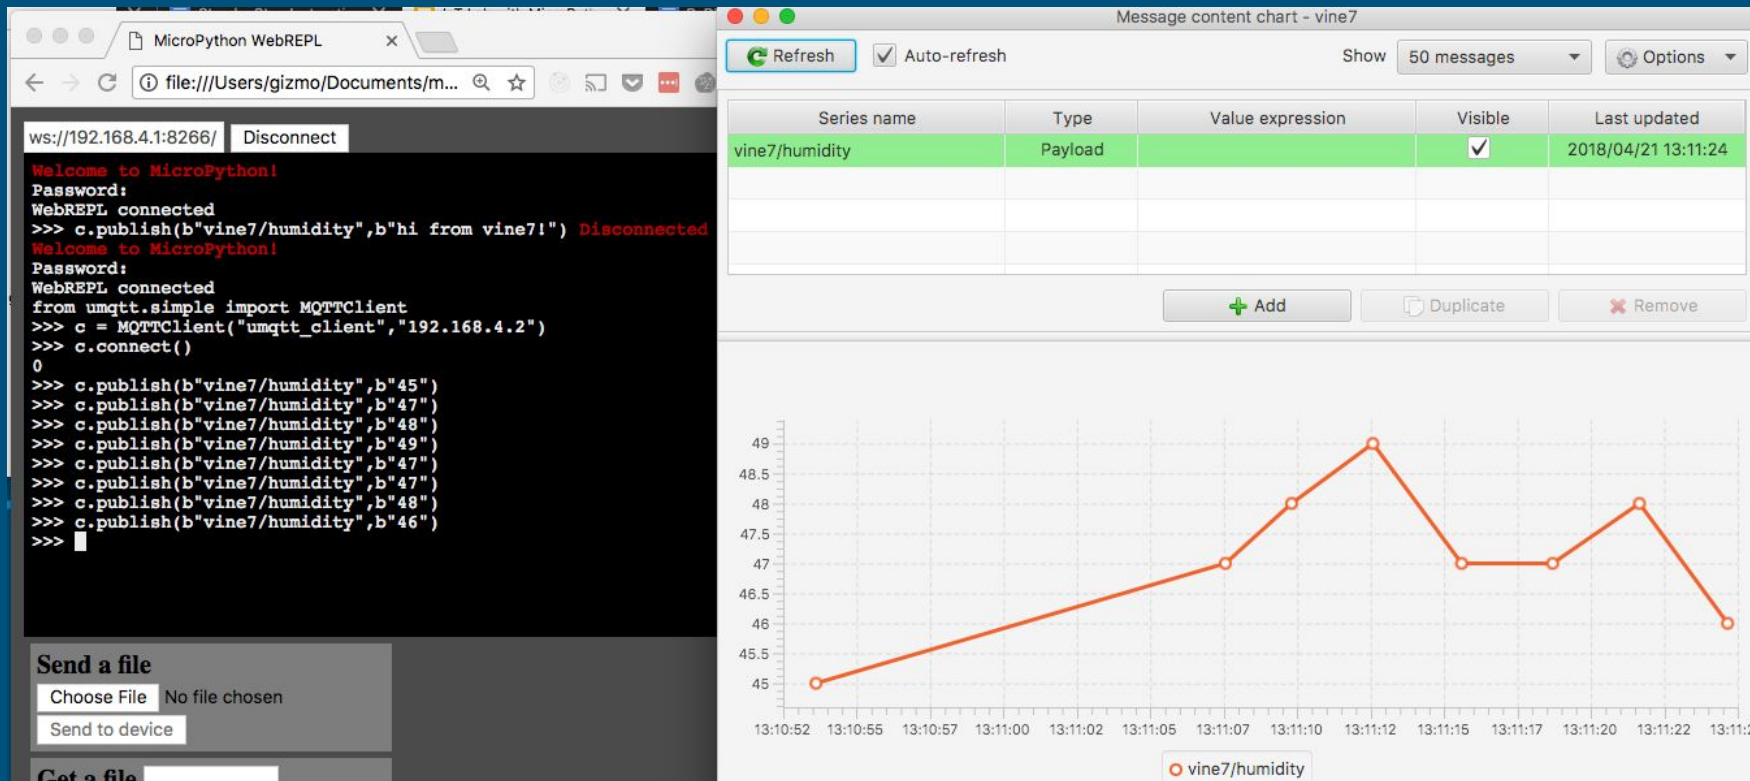 MicroPython WebREPL
file:///Users/gizmo/Documents/m...
ws://192.168.4.1:8266/ Disconnect
Welcome to MicroPython!
Password:
WebREPL connected
>>> c.publish(b"vine7/humidity",b"hi from vine7!") Disconnected
Welcome to MicroPython!
Password:
WebREPL connected
from umqtt.simple import MQTTClient
>>> c = MQTTClient("umqtt_client","192.168.4.2")
>>> c.connect()
0
>>> c.publish(b"vine7/humidity",b"45")
>>> c.publish(b"vine7/humidity",b"47")
>>> c.publish(b"vine7/humidity",b"48")
>>> c.publish(b"vine7/humidity",b"49")
>>> c.publish(b"vine7/humidity",b"47")
>>> c.publish(b"vine7/humidity",b"47")
>>> c.publish(b"vine7/humidity",b"48")
>>> c.publish(b"vine7/humidity",b"46")
>>>
Send a file
Choose File No file chosen
Send to device
Get a file
Message content chart - vine7
Refresh Auto-refresh Show 50 messages Options
Series name Type Value expression Visible Last updated
vine7/humidity Payload 2018/04/21 13:11:24
Add Duplicate Remove
49
48.5
48
47.5
47
46.5
46
45.5
45
13:10:52 13:10:55 13:10:57 13:11:00 13:11:02 13:11:05 13:11:07 13:11:10 13:11:12 13:11:15 13:11:17 13:11:20 13:11:22
vine7/humidity